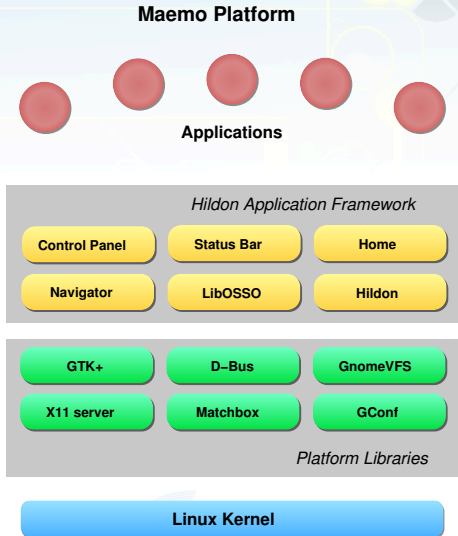 Maemo Platform
Applications
Hildon Application Framework
Control Panel
Status Bar
Home
Navigator
LibOSSO
Hildon
GTK+
D−Bus
GnomeVFS
X11 server
Matchbox
GConf
Platform Libraries
Linux Kernel